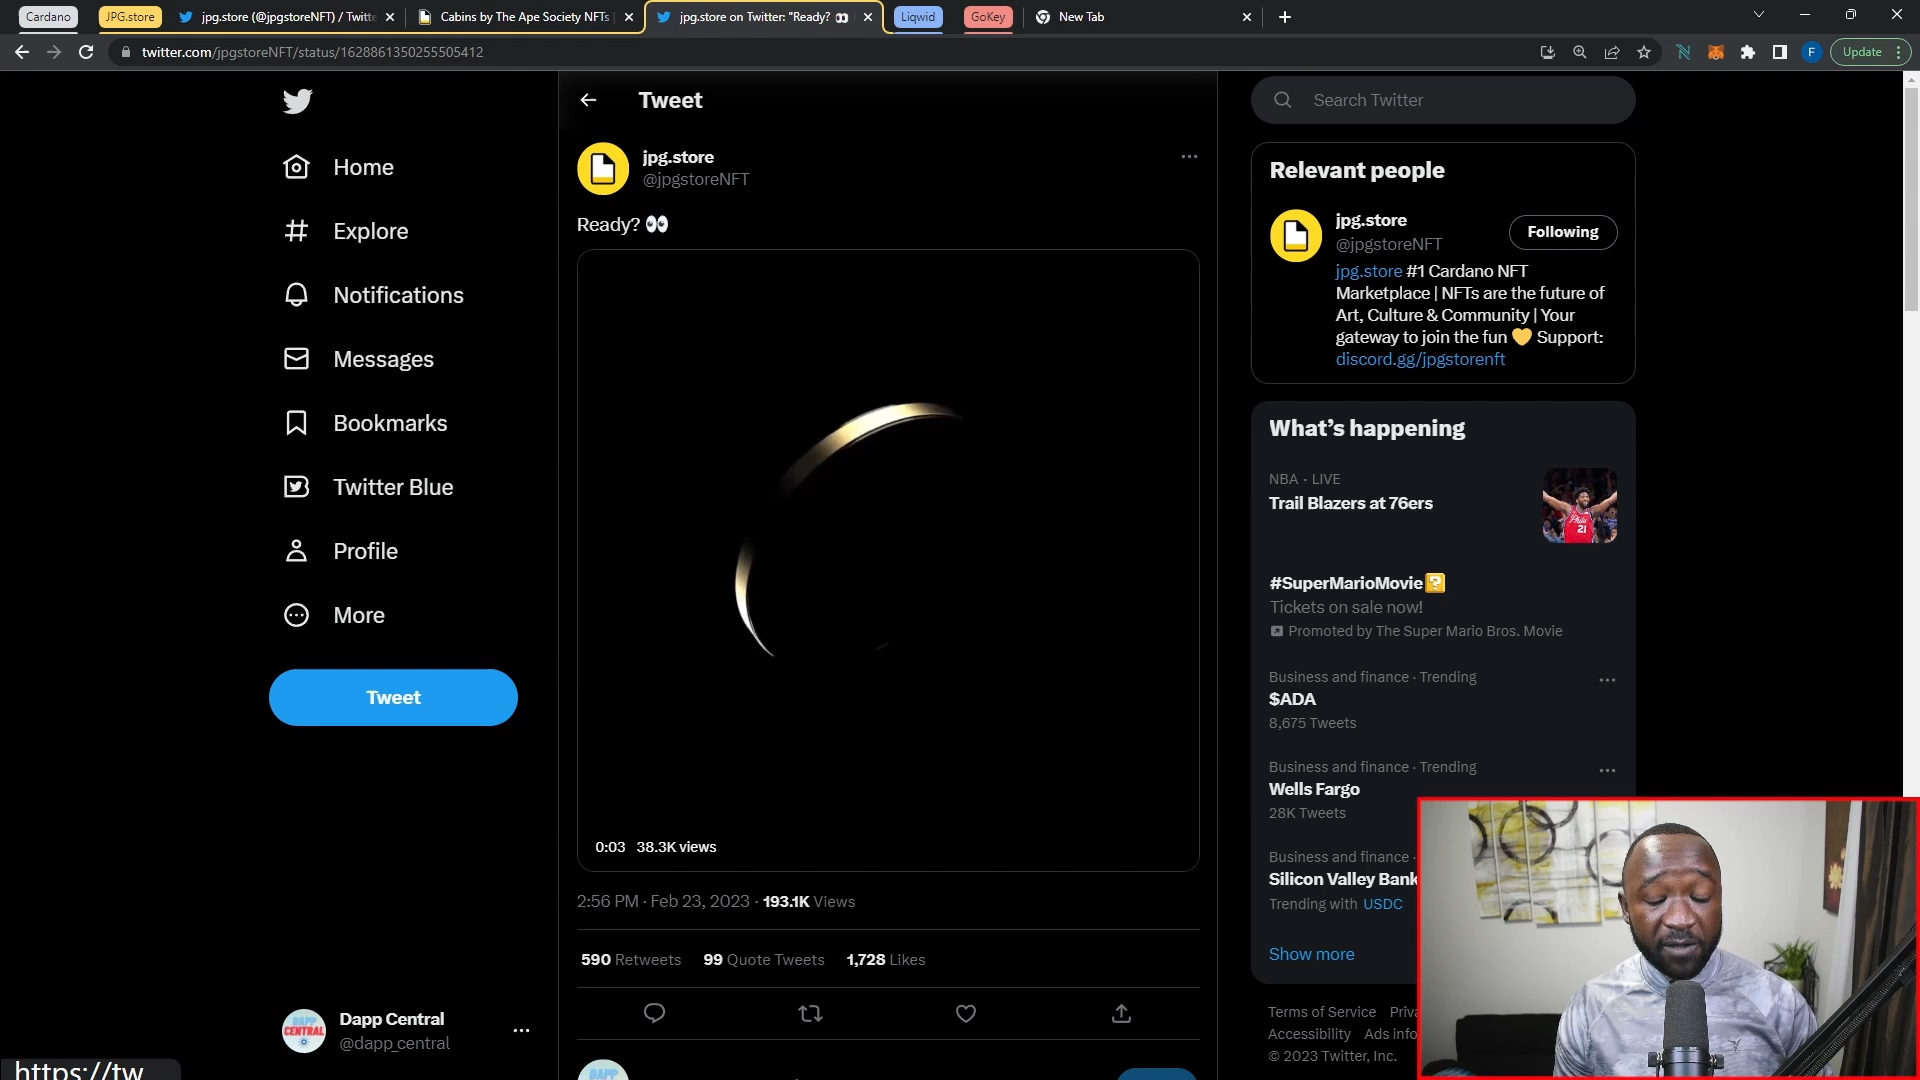 Cardano
JPG.store
jpg.store (@jpgstoreNFT) / Twitte
Cabins by The Ape Society NFTs
jpg.store on Twitter: "Ready? 👀
Liqwid
GoKey
New Tab
twitter.com/jpgstoreNFT/status/1628861350255505412
F
Update
Home
Explore
Notifications
Messages
Bookmarks
Twitter Blue
Profile
More
Tweet
Dapp Central
@dapp_central
https://tw
Tweet
jpg.store
@jpgstoreNFT
Ready? 👀
0:03 38.3K views
2:56 PM · Feb 23, 2023 · 193.1K Views
590 Retweets 99 Quote Tweets 1,728 Likes
Search Twitter
Relevant people
jpg.store
@jpgstoreNFT
Following
jpg.store #1 Cardano NFT
Marketplace | NFTs are the future of
Art, Culture & Community | Your
gateway to join the fun 💛 Support:
discord.gg/jpgstorenft
What's happening
NBA · LIVE
Trail Blazers at 76ers
Phila
21
#SuperMarioMovie
Tickets on sale now!
Promoted by The Super Mario Bros. Movie
Business and finance · Trending
$ADA
8,675 Tweets
Business and finance · Trending
Wells Fargo
28K Tweets
Business and finance ·
Silicon Valley Bank
Trending with USDC
Show more
Terms of Service Priva
Accessibility Ads info
© 2023 Twitter, Inc.
DAPP
CENTRAL
DAPP